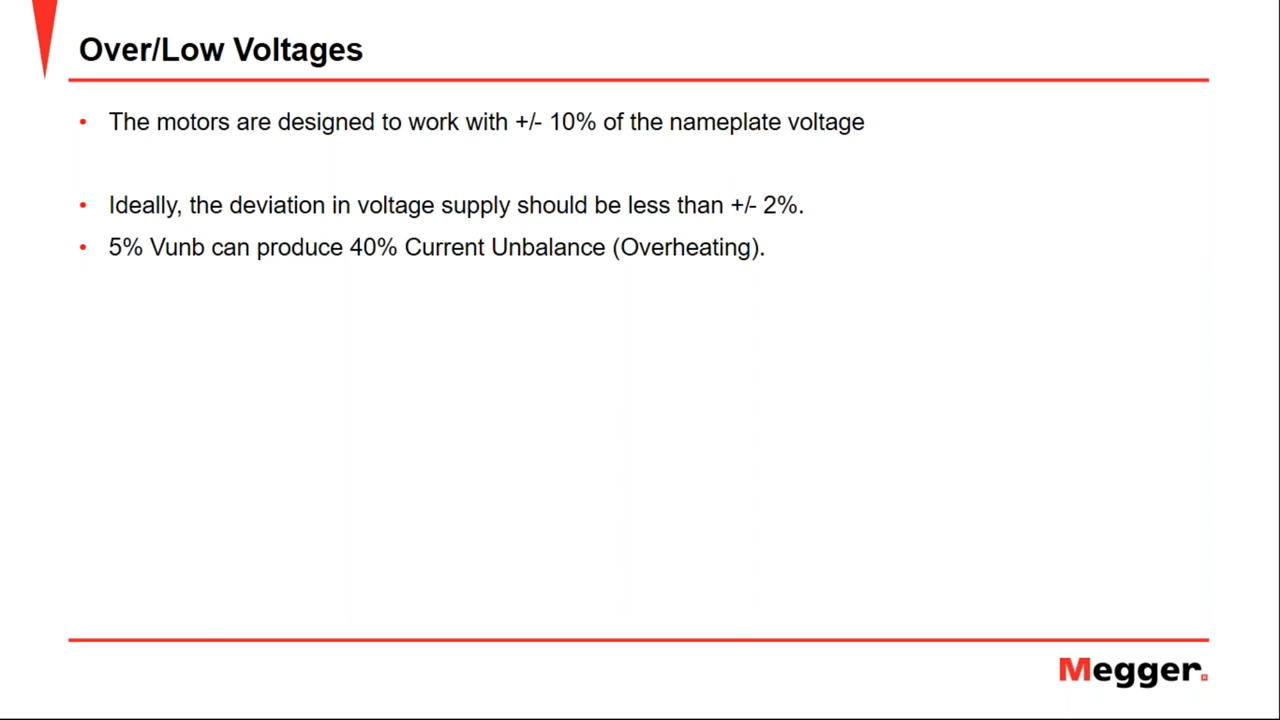 Over/Low Voltages
• The motors are designed to work with +/- 10% of the nameplate voltage
• Ideally, the deviation in voltage supply should be less than +/- 2%.
• 5% Vunb can produce 40% Current Unbalance (Overheating).
Megger.